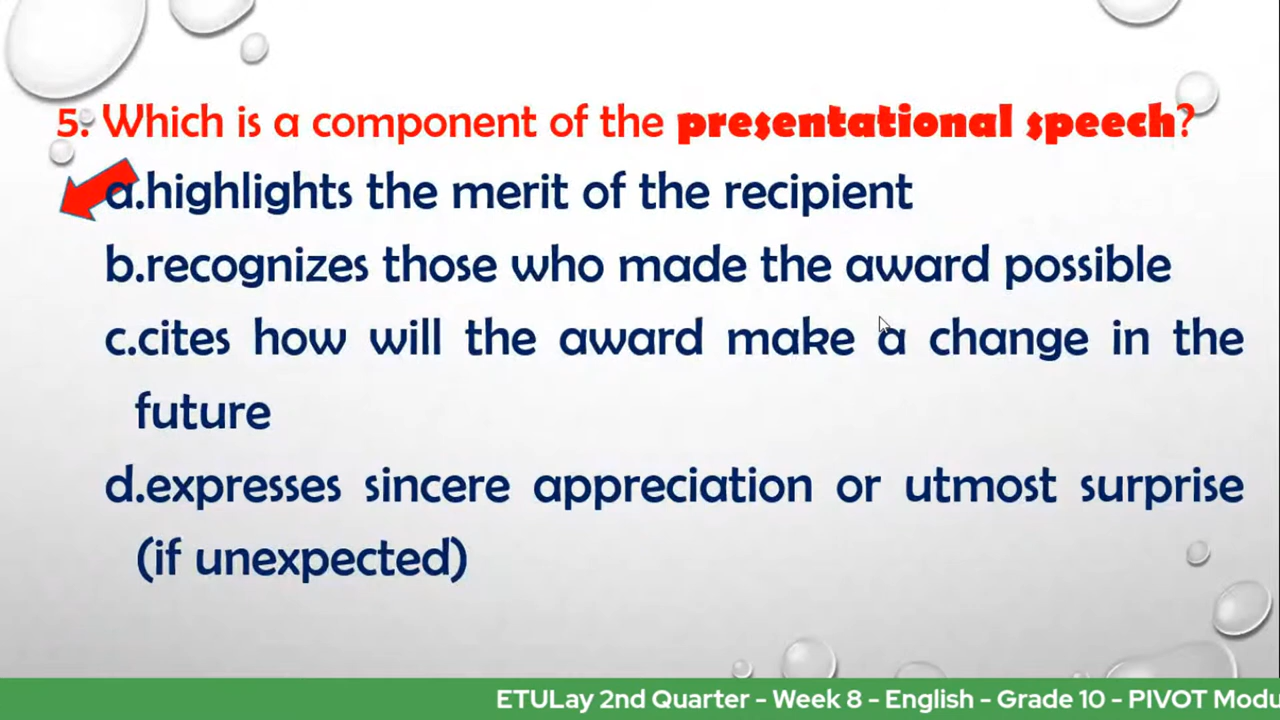 5. Which is a component of the presentational speech?
a.highlights the merit of the recipient
b.recognizes those who made the award possible
c.cites how will the award make a change in the
future
d.expresses sincere appreciation or utmost surprise
(if unexpected)
ETULay 2nd Quarter - Week 8 - English - Grade 10 - PIVOT Modu